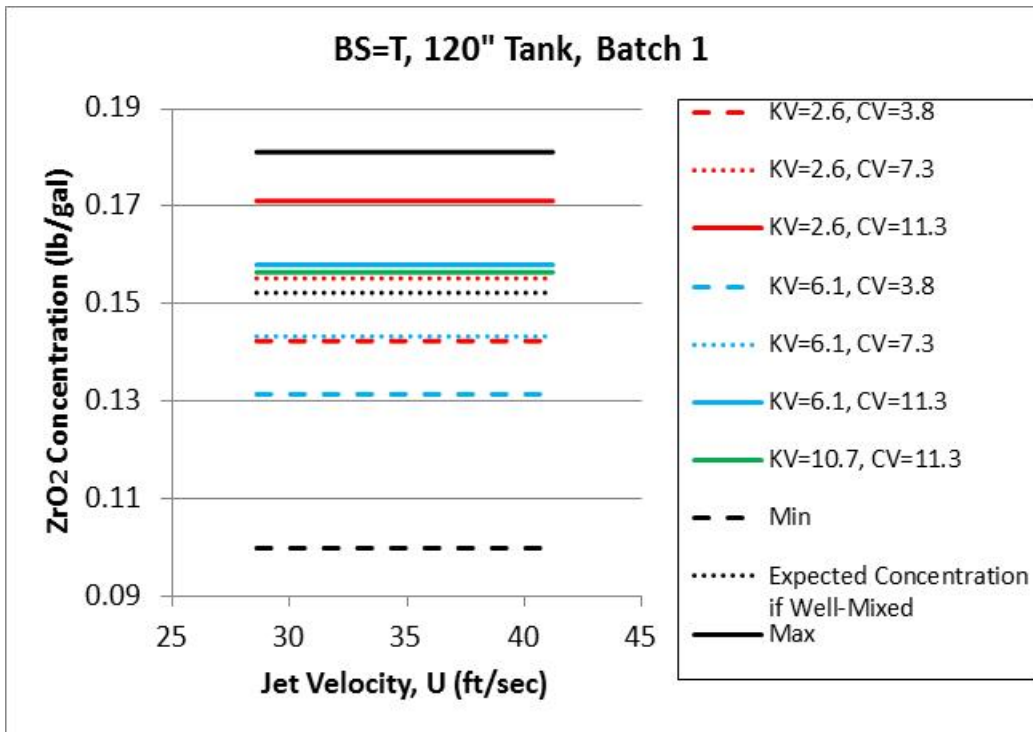 BS=T, 120" Tank, Batch 1
ZrO2 Concentration (lb/gal)
0.19
0.17
0.15
0.13
0.11
0.09
25
30
35
40
45
Jet Velocity, U (ft/sec)
KV=2.6, CV=3.8
KV=2.6, CV=7.3
KV=2.6, CV=11.3
KV=6.1, CV=3.8
KV=6.1, CV=7.3
KV=6.1, CV=11.3
KV=10.7, CV=11.3
Min
Expected Concentration
if Well-Mixed
Max